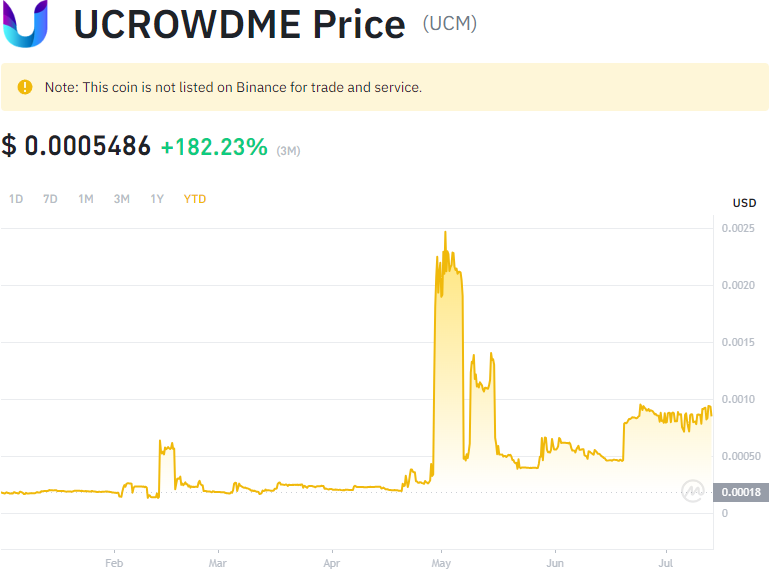 UCROWDME Price (UCM)
Note: This coin is not listed on Binance for trade and service.
$ 0.0005486 +182.23% (3M)
1D 7D 1M 3M 1Y YTD
USD
0.0025
0.0020
0.0015
0.0010
0.00050
0.00018
0
Feb Mar Apr May Jun Jul